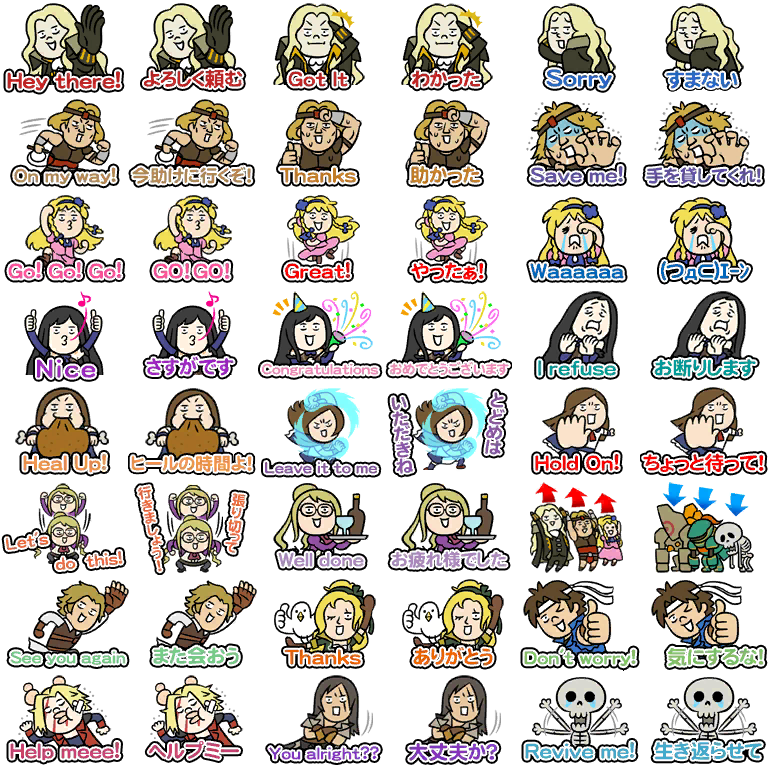 Hey there!
よろしく頼む
Got It
わかった
Sorry
すまない
On my way!
今助けに行くぞ!
Thanks
助かった
Save me!
手を貸してくれ!
Go! Go! Go!
GO! GO!
Great!
やったぁ!
Waaaaaa
(つДC)エーン
Nice
さすがです
Congratulations
おめでとうございます
I refuse
お断りします
Heal Up!
ヒールの時間よ!
Leave it to me
とどめは
いただきね
Hold On!
ちょっと待って!
Let's
do this!
張り切って
行きましょう!
Well done
お疲れ様でした
See you again
また会おう
Thanks
ありがとう
Don't worry!
気にするな!
Help meee!
ヘルプミー
You alright??
大丈夫か?
Revive me!
生き返らせて